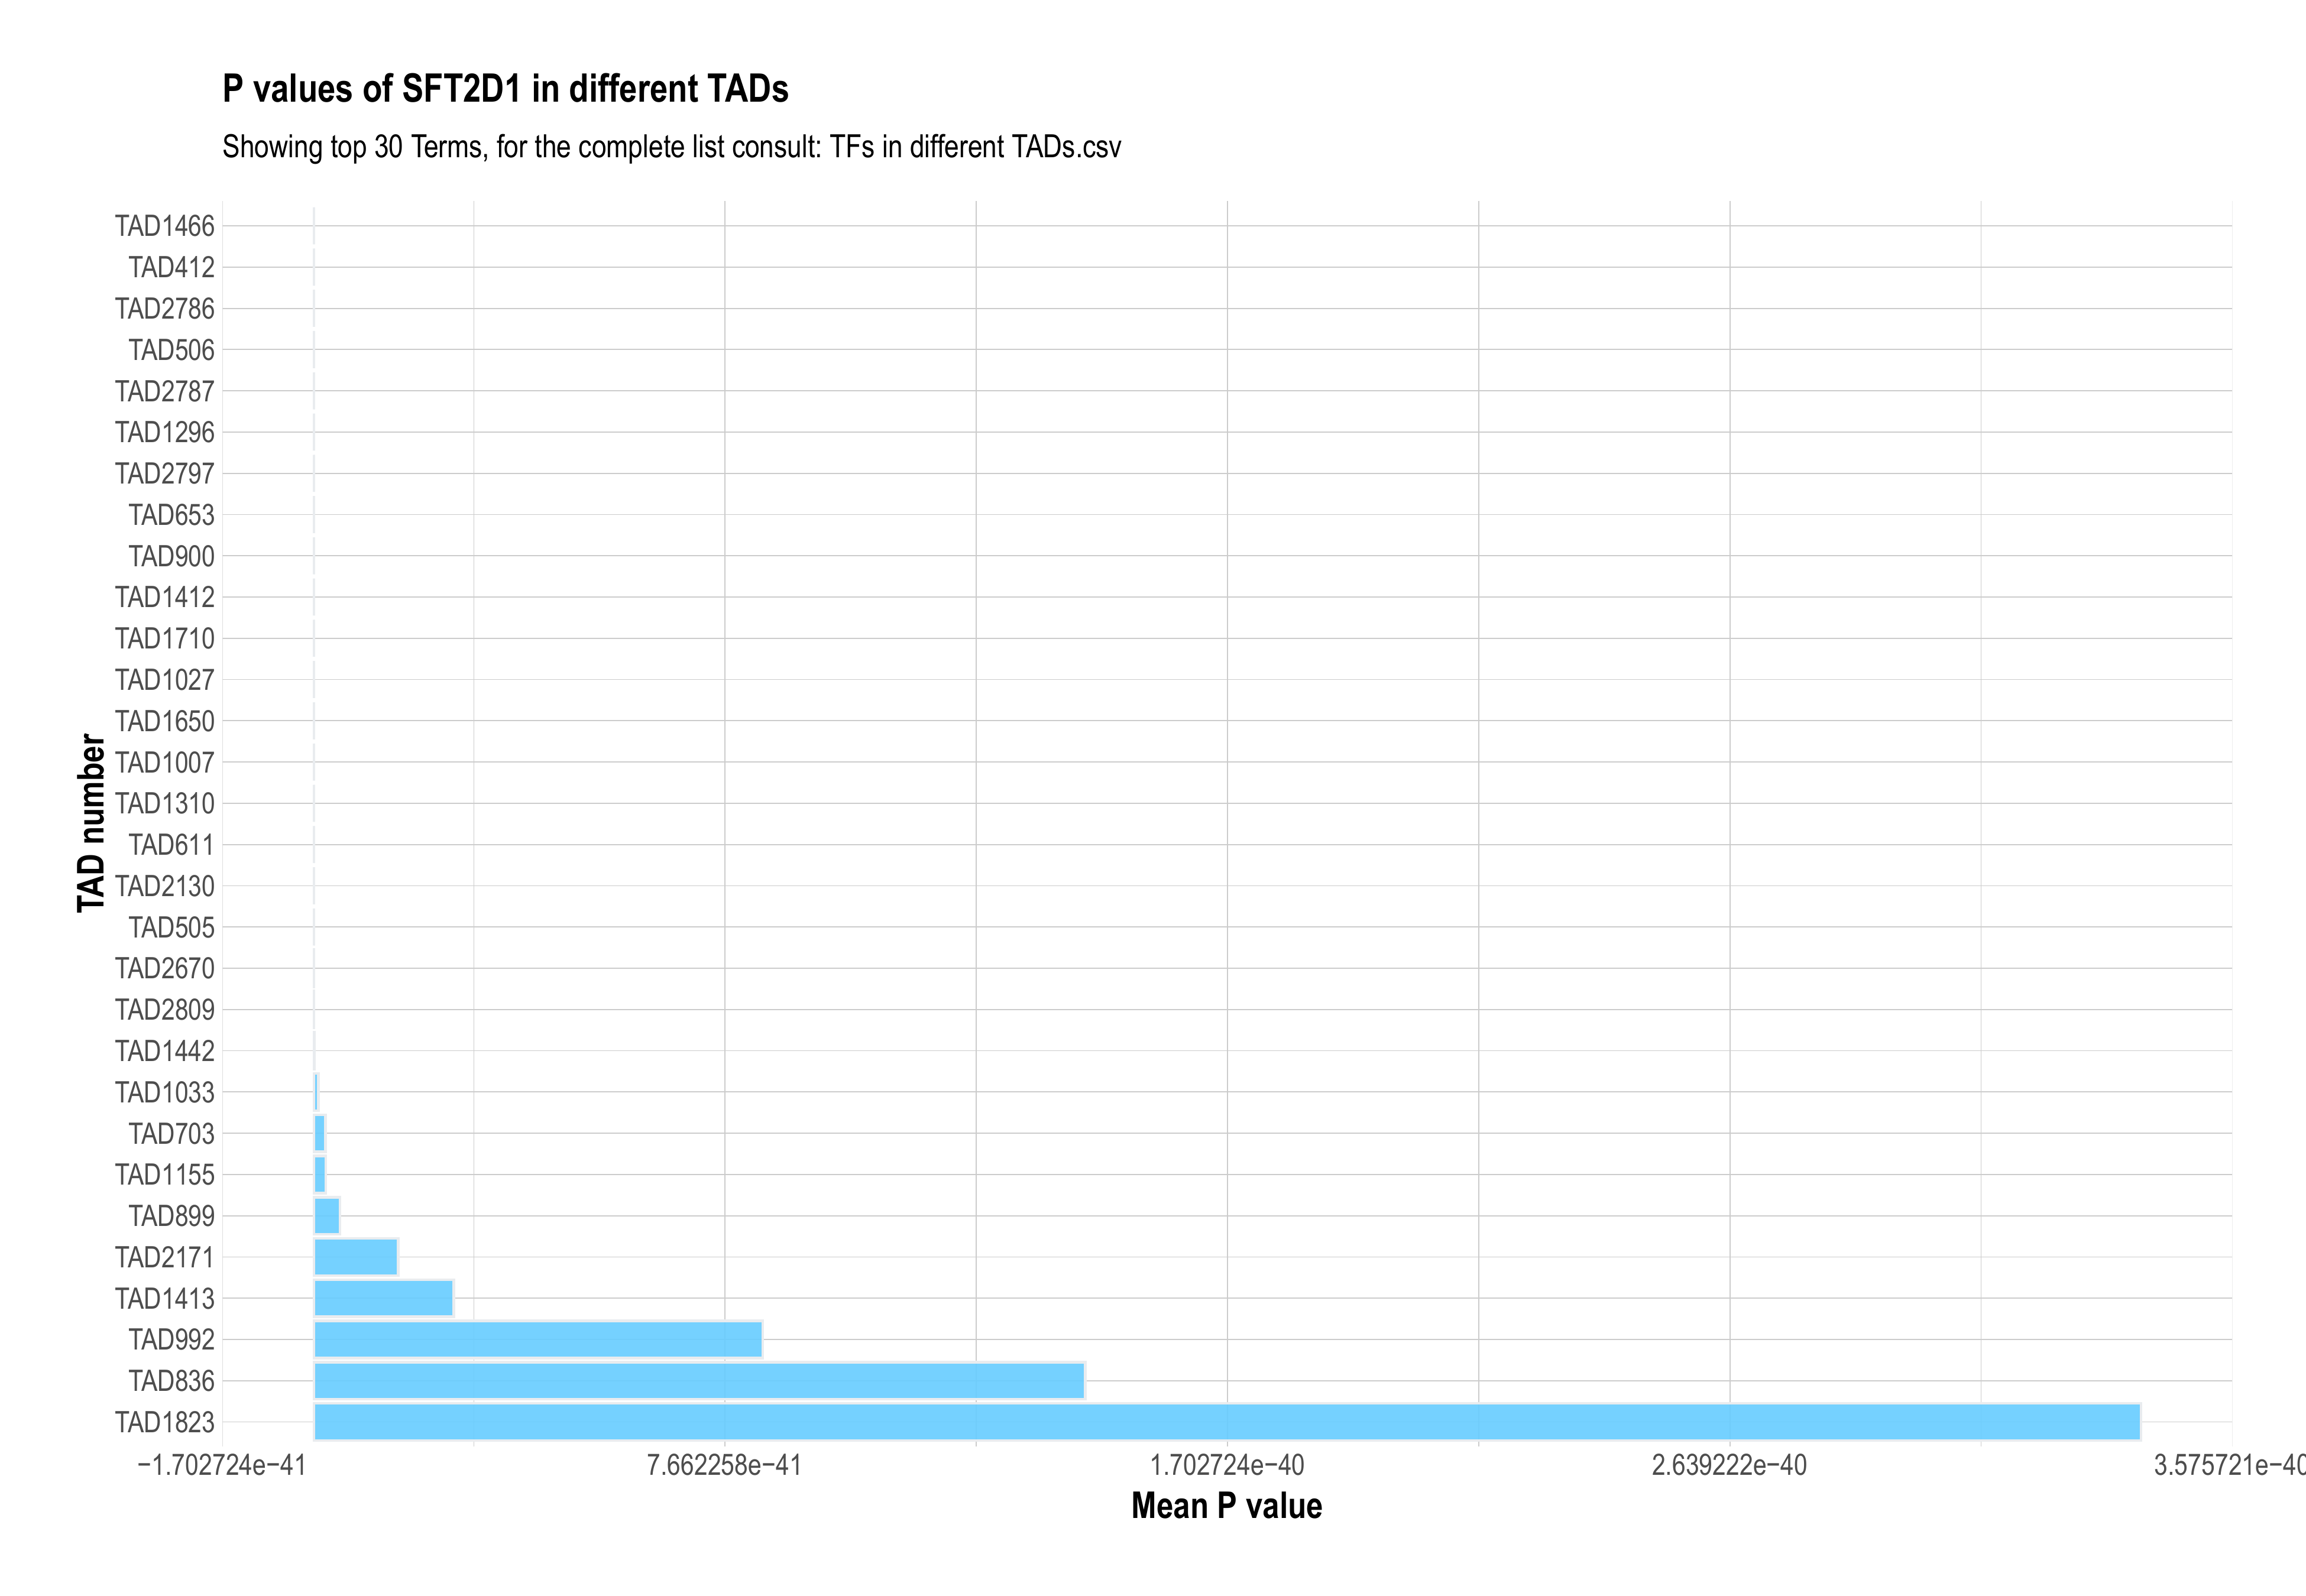 P values of SFT2D1 in different TADs
Showing top 30 Terms, for the complete list consult: TFs in different TADs.csv
TAD number
TAD1466
TAD412
TAD2786
TAD506
TAD2787
TAD1296
TAD2797
TAD653
TAD900
TAD1412
TAD1710
TAD1027
TAD1650
TAD1007
TAD1310
TAD611
TAD2130
TAD505
TAD2670
TAD2809
TAD1442
TAD1033
TAD703
TAD1155
TAD899
TAD2171
TAD1413
TAD992
TAD836
TAD1823
−1.702724e−41 7.662258e−41 1.702724e−40 2.639222e−40 3.575721e−40
Mean P value